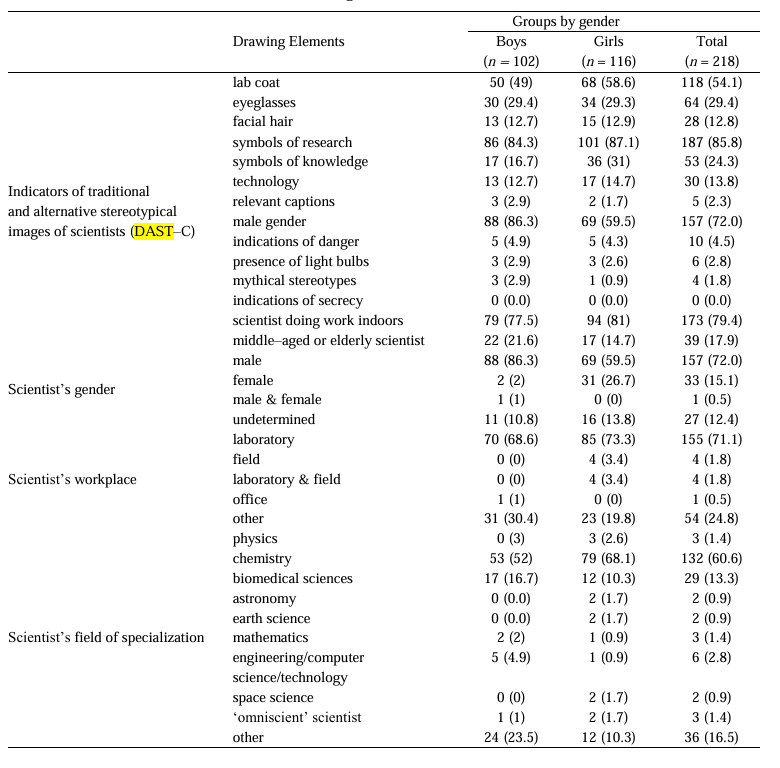 Groups by gender
Drawing Elements Boys Girls Total
(n = 102) (n = 116) (n = 218)
lab coat 50 (49) 68 (58.6) 118 (54.1)
eyeglasses 30 (29.4) 34 (29.3) 64 (29.4)
facial hair 13 (12.7) 15 (12.9) 28 (12.8)
symbols of research 86 (84.3) 101 (87.1) 187 (85.8)
symbols of knowledge 17 (16.7) 36 (31) 53 (24.3)
technology 13 (12.7) 17 (14.7) 30 (13.8)
Indicators of traditional
and alternative stereotypical
images of scientists (DAST–C)
relevant captions 3 (2.9) 2 (1.7) 5 (2.3)
male gender 88 (86.3) 69 (59.5) 157 (72.0)
indications of danger 5 (4.9) 5 (4.3) 10 (4.5)
presence of light bulbs 3 (2.9) 3 (2.6) 6 (2.8)
mythical stereotypes 3 (2.9) 1 (0.9) 4 (1.8)
indications of secrecy 0 (0.0) 0 (0.0) 0 (0.0)
scientist doing work indoors 79 (77.5) 94 (81) 173 (79.4)
middle–aged or elderly scientist 22 (21.6) 17 (14.7) 39 (17.9)
male 88 (86.3) 69 (59.5) 157 (72.0)
Scientist's gender
female 2 (2) 31 (26.7) 33 (15.1)
male & female 1 (1) 0 (0) 1 (0.5)
undetermined 11 (10.8) 16 (13.8) 27 (12.4)
laboratory 70 (68.6) 85 (73.3) 155 (71.1)
field 0 (0) 4 (3.4) 4 (1.8)
Scientist's workplace laboratory & field 0 (0) 4 (3.4) 4 (1.8)
office 1 (1) 0 (0) 1 (0.5)
other 31 (30.4) 23 (19.8) 54 (24.8)
physics 0 (3) 3 (2.6) 3 (1.4)
chemistry 53 (52) 79 (68.1) 132 (60.6)
biomedical sciences 17 (16.7) 12 (10.3) 29 (13.3)
astronomy 0 (0.0) 2 (1.7) 2 (0.9)
earth science 0 (0.0) 2 (1.7) 2 (0.9)
Scientist's field of specialization mathematics 2 (2) 1 (0.9) 3 (1.4)
engineering/computer 5 (4.9) 1 (0.9) 6 (2.8)
science/technology
space science 0 (0) 2 (1.7) 2 (0.9)
‘omniscient’ scientist 1 (1) 2 (1.7) 3 (1.4)
other 24 (23.5) 12 (10.3) 36 (16.5)